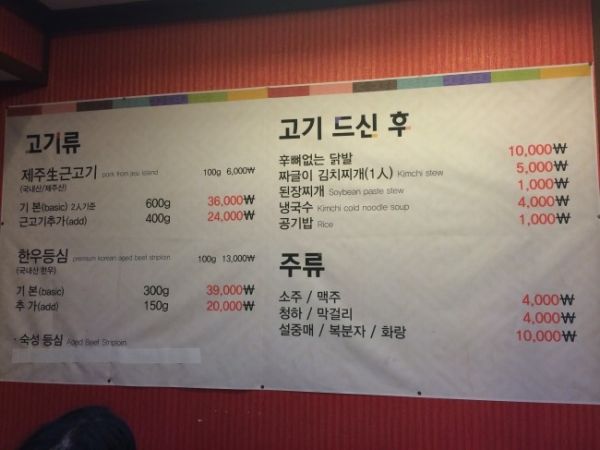 고기류
제주生근고기 pork from jeju island 100g 6,000₩
(국내산/제주산)
기 본(basic) 2人기준 600g 36,000₩
근고기추가(add) 400g 24,000₩
한우등심 premium korean aged beef striploin 100g 13,000₩
(국내산 한우)
기 본(basic) 300g 39,000₩
추 가(add) 150g 20,000₩
· 숙성 등심 Aged Beef Striploin
고기 드신 후
후뼈없는 닭발 10,000₩
짜글이 김치찌개(1人) Kimchi stew 5,000₩
된장찌개 Soybean paste stew 1,000₩
냉국수 Kimchi cold noodle soup 4,000₩
공기밥 Rice 1,000₩
주류
소주 / 맥주 4,000₩
청하 / 막걸리 4,000₩
설중매 / 복분자 / 화랑 10,000₩